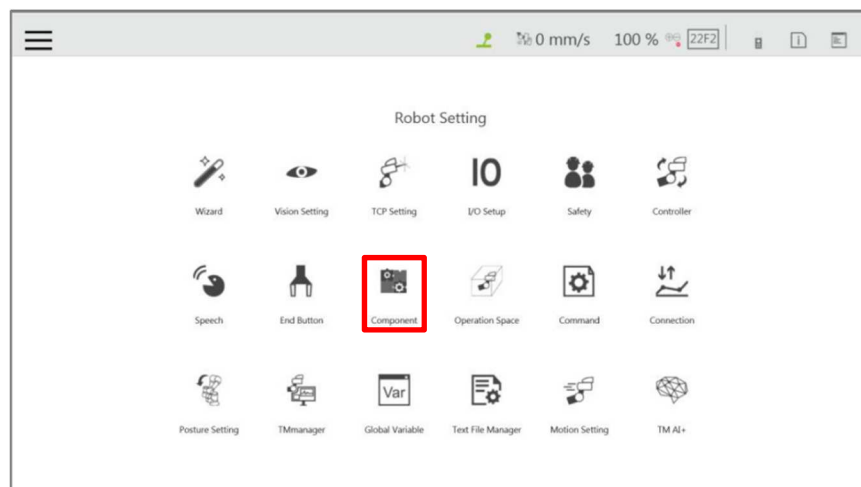 0 mm/s 100 % 22F2
Robot Setting
IO
Wizard Vision Setting TCP Setting I/O Setup Safety Controller
Speech End Button Component Operation Space Command Connection
Var
Posture Setting TMmanager Global Variable Text File Manager Motion Setting TM AI+